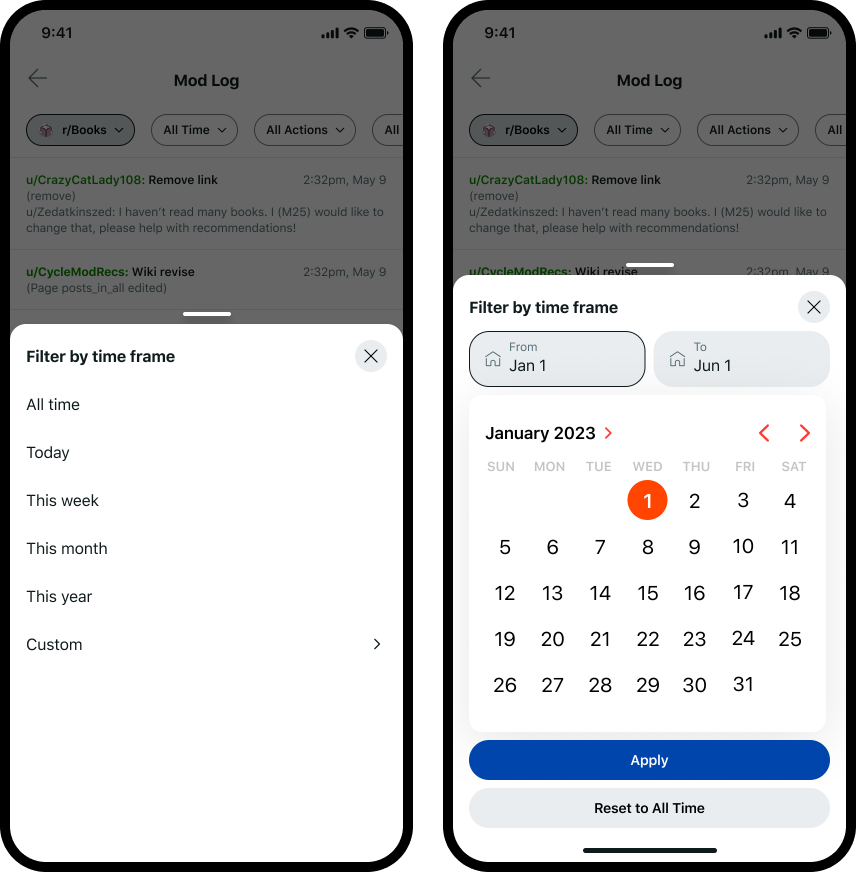 9:41
Mod Log
r/Books
All Time
All Actions
All
u/CrazyCatLady108: Remove link
2:32pm, May 9
(remove)
u/Zedatkinszed: I haven't read many books. I (M25) would like to
change that, please help with recommendations!
u/CycleModRecs: Wiki revise
2:32pm, May 9
(Page posts_in_all edited)
Filter by time frame
All time
Today
This week
This month
This year
Custom
9:41
Mod Log
r/Books
All Time
All Actions
All
u/CrazyCatLady108: Remove link
2:32pm, May 9
(remove)
u/Zedatkinszed: I haven't read many books. I (M25) would like to
change that, please help with recommendations!
u/CycleModRecs: Wiki revise
2:32pm, May 9
Filter by time frame
From
Jan 1
To
Jun 1
January 2023
SUN MON TUE WED THU FRI SAT
1 2 3 4
5 6 7 8 9 10 11
12 13 14 15 16 17 18
19 20 21 22 23 24 25
26 27 28 29 30 31
Apply
Reset to All Time